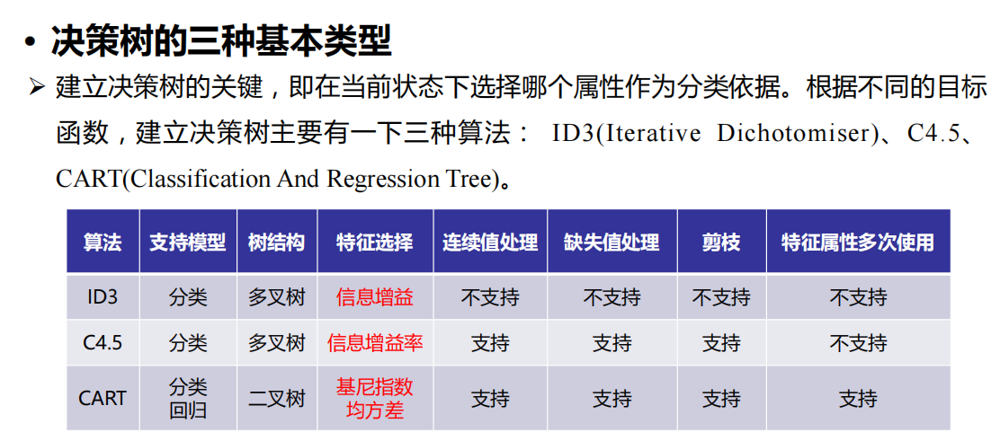 • 决策树的三种基本类型
➢ 建立决策树的关键，即在当前状态下选择哪个属性作为分类依据。根据不同的目标
函数，建立决策树主要有一下三种算法： ID3(Iterative Dichotomiser)、C4.5、
CART(Classification And Regression Tree)。
算法 支持模型 树结构 特征选择 连续值处理 缺失值处理 剪枝 特征属性多次使用
ID3 分类 多叉树 信息增益 不支持 不支持 不支持 不支持
C4.5 分类 多叉树 信息增益率 支持 支持 支持 不支持
CART 分类 回归 二叉树 基尼指数 均方差 支持 支持 支持 支持